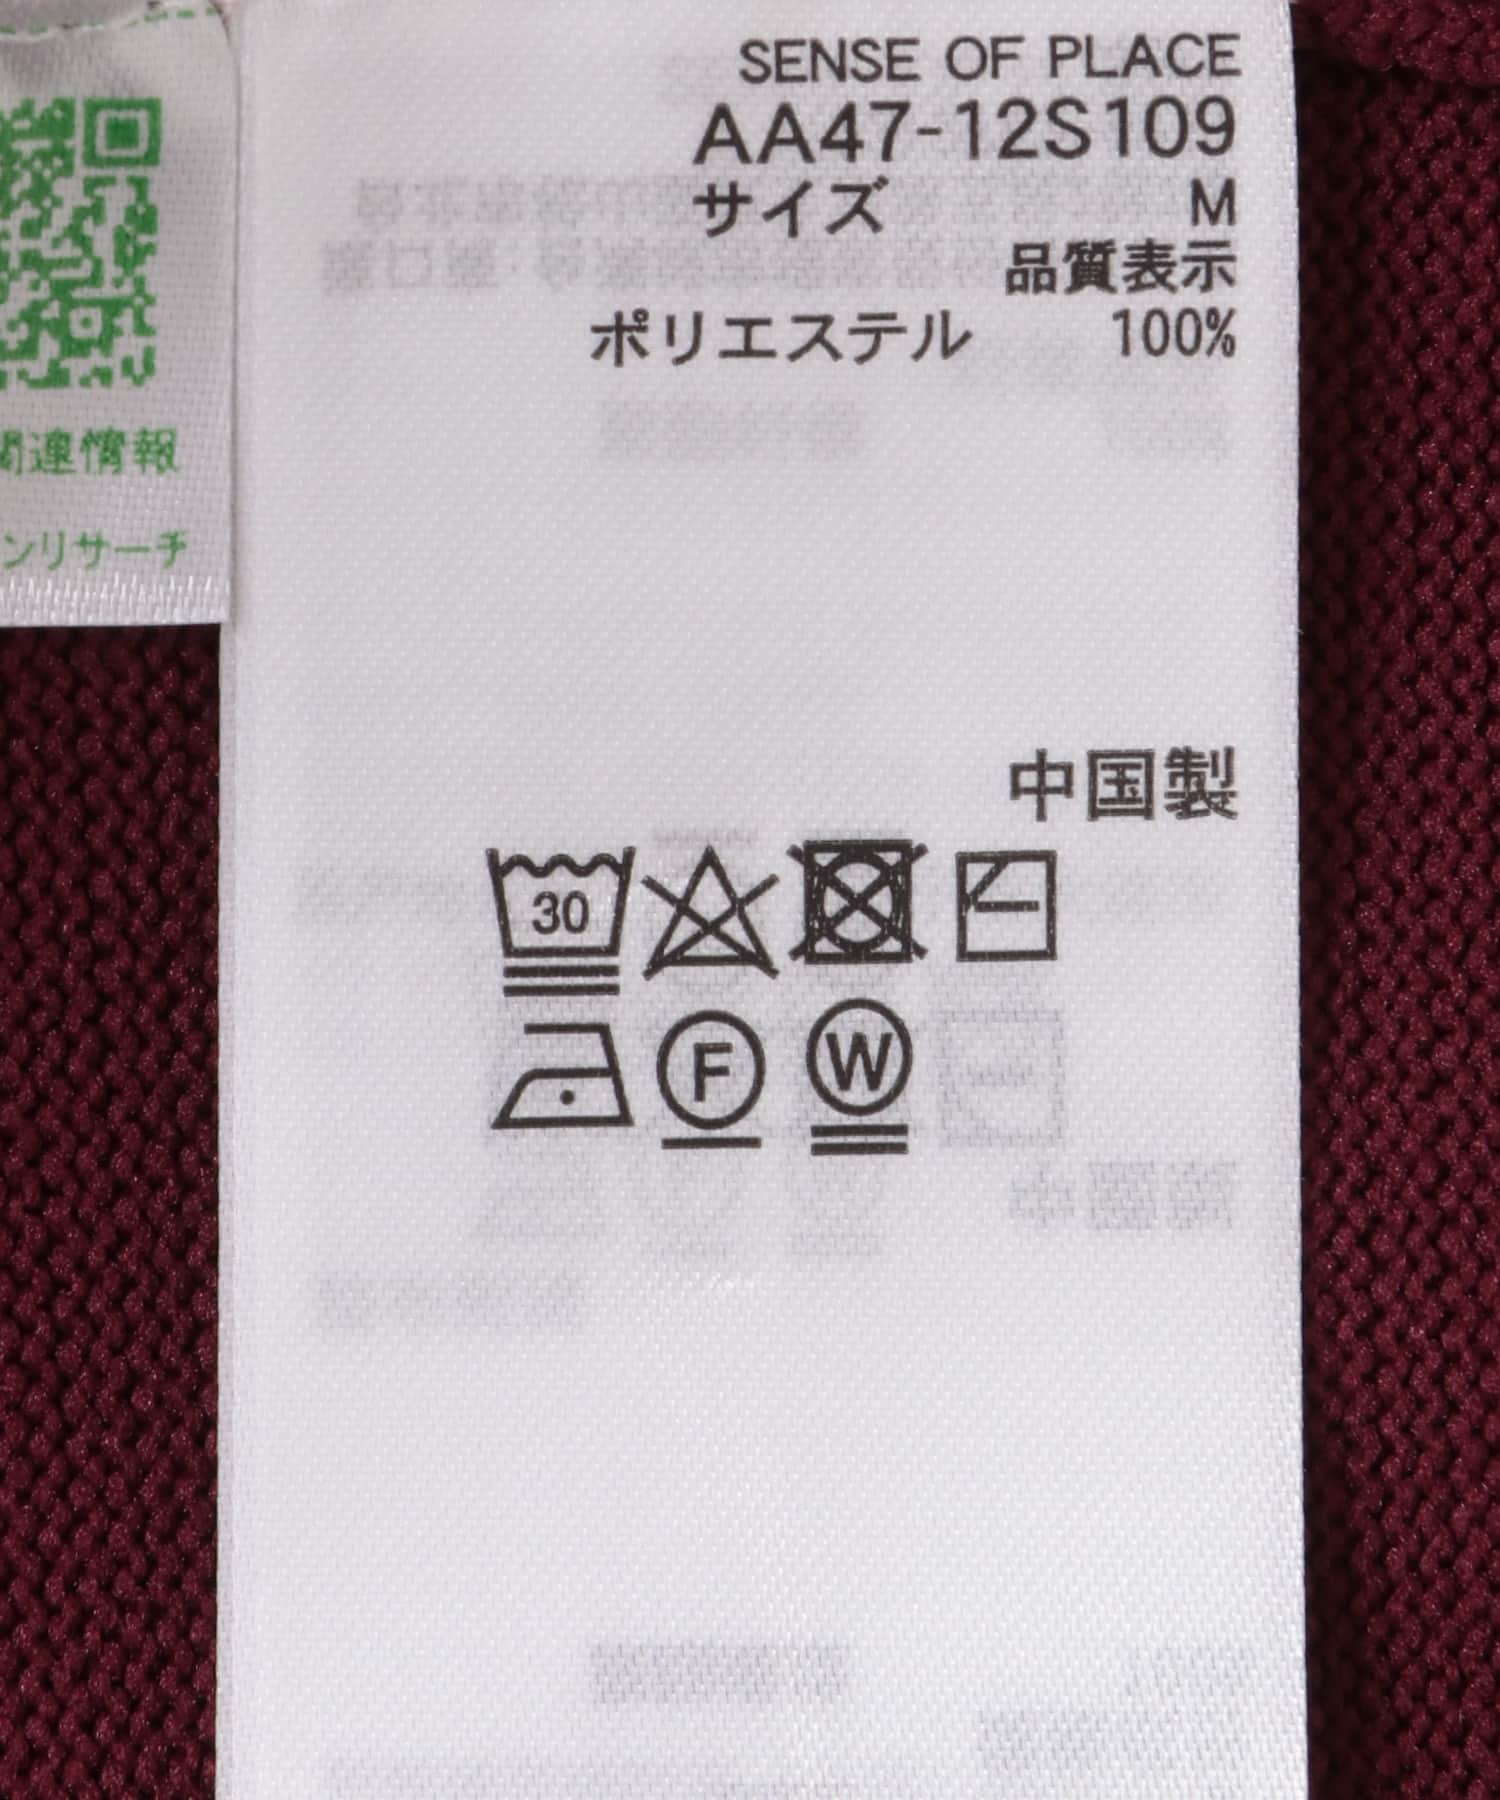 SENSE OF PLACE
AA47-12S109
サイズ M
品質表示
ポリエステル 100%
中国製
30
F
W
関連情報
ンリサーチ